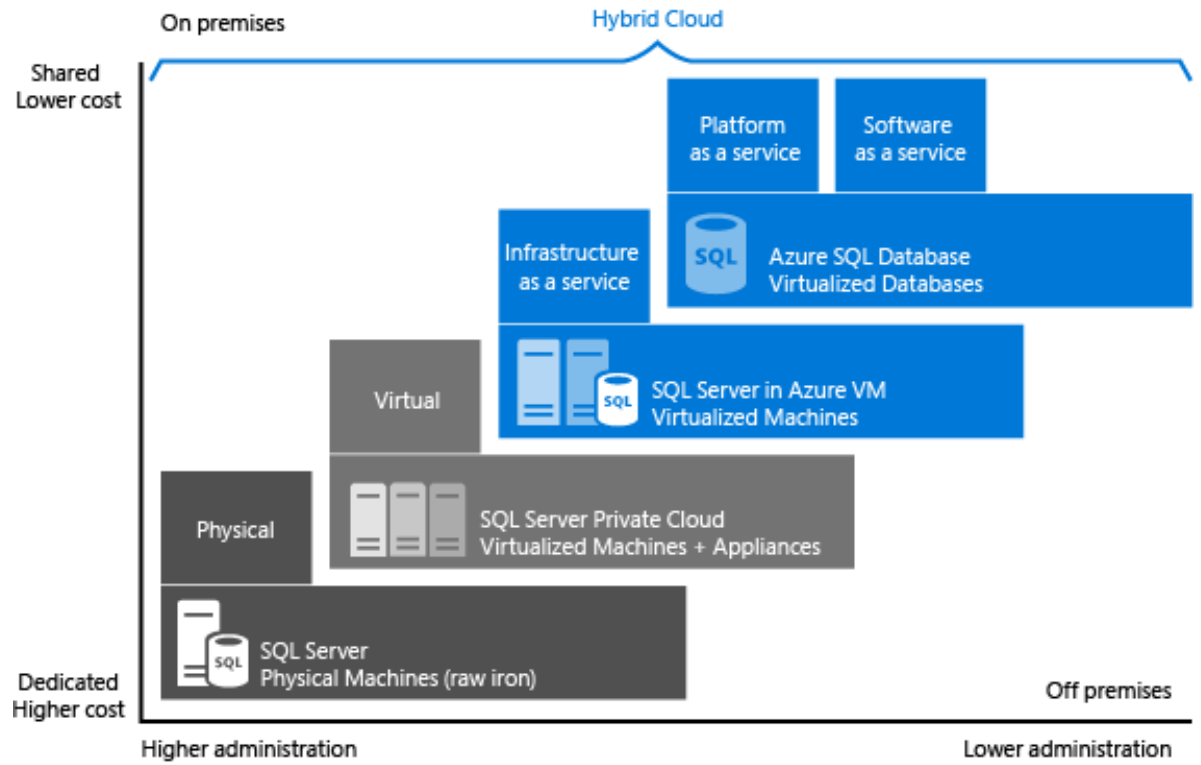 On premises
Hybrid Cloud
Shared
Lower cost
Platform
as a service
Software
as a service
Infrastructure
as a service
SQL
Azure SQL Database
Virtualized Databases
Virtual
SQL
SQL Server in Azure VM
Virtualized Machines
Physical
SQL Server Private Cloud
Virtualized Machines + Appliances
SQL
SQL Server
Physical Machines (raw iron)
Dedicated
Higher cost
Off premises
Higher administration
Lower administration